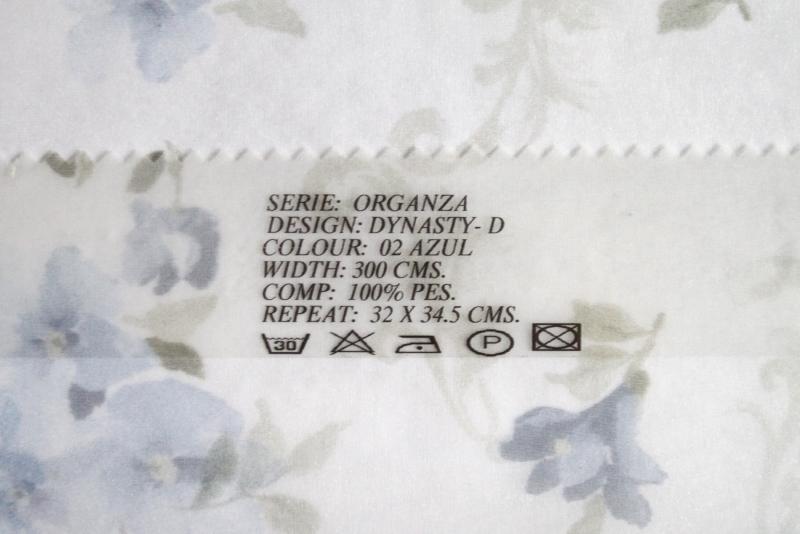 SERIE: ORGANZA
DESIGN: DYNASTY- D
COLOUR: 02 AZUL
WIDTH: 300 CMS.
COMP: 100% PES.
REPEAT: 32 X 34.5 CMS.
30 P